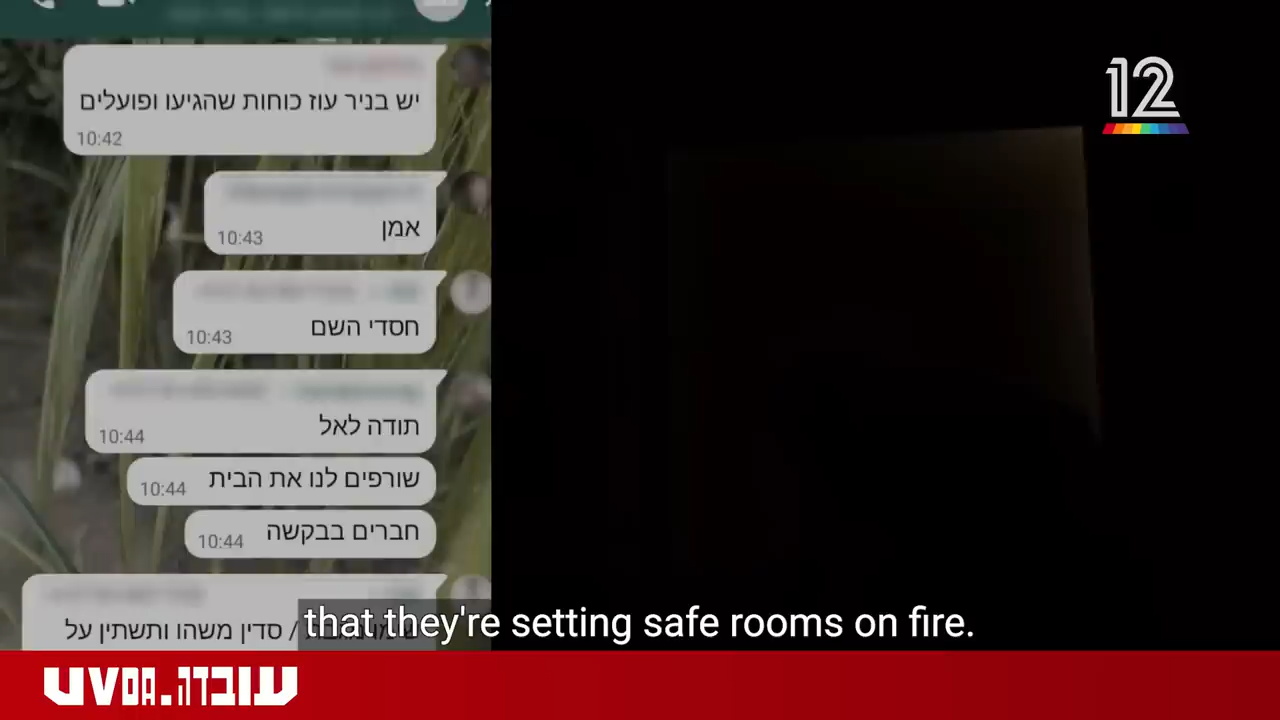 יש בניר עוז כוחות שהגיעו ופועלים
10:42
אמן
10:43
חסדי השם
10:43
תודה לאל
10:44
שורפים לנו את הבית
10:44
חברים בבקשה
10:44
/ סדין משהו ותשתין על
that they're setting safe rooms on fire.
12
עובדה.UVDA